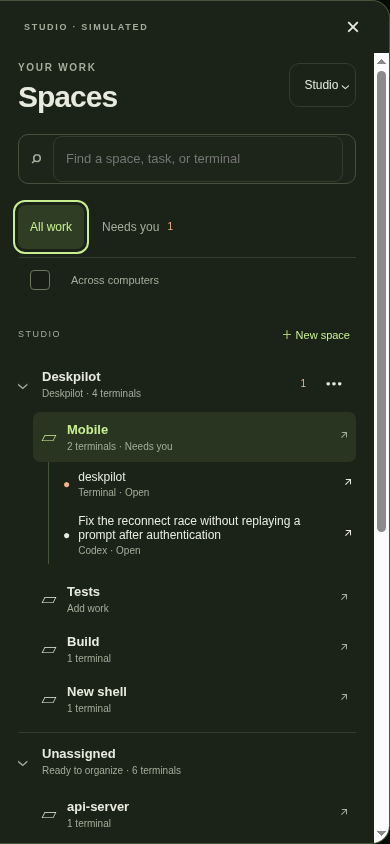 STUDIO · SIMULATED
YOUR WORK
Spaces
Studio
Find a space, task, or terminal
All work
Needs you 1
Across computers
STUDIO
+ New space
Deskpilot
Deskpilot · 4 terminals
1
Mobile
2 terminals · Needs you
deskpilot
Terminal · Open
Fix the reconnect race without replaying a
prompt after authentication
Codex · Open
Tests
Add work
Build
1 terminal
New shell
1 terminal
Unassigned
Ready to organize · 6 terminals
api-server
1 terminal